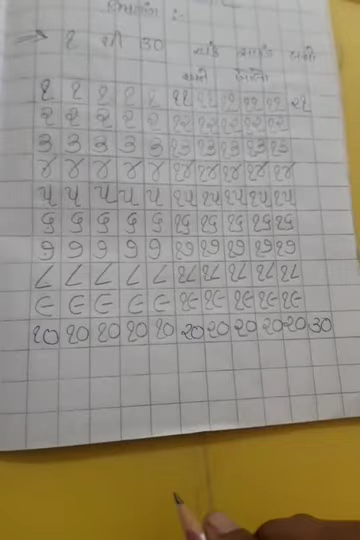 ૧ થી ૩૦
૧ ૧ ૧ ૧ ૧ ૧૧ ૧૧ ૧૧ ૧૧ ૧૧ ૨૧
૨ ૨ ૨ ૨ ૨ ૧૨ ૧૨ ૧૨ ૧૨ ૧૨
૩ ૩ ૩ ૩ ૩ ૧૩ ૧૩ ૧૩ ૧૩ ૧૩
૪ ૪ ૪ ૪ ૪ ૧૪ ૧૪ ૧૪ ૧૪ ૧૪
૫ ૫ ૫ ૫ ૫ ૧૫ ૧૫ ૧૫ ૧૫ ૧૫
૬ ૬ ૬ ૬ ૬ ૧૬ ૧૬ ૧૬ ૧૬ ૧૬
૭ ૭ ૭ ૭ ૭ ૧૭ ૧૭ ૧૭ ૧૭ ૧૭
૮ ૮ ૮ ૮ ૮ ૧૮ ૧૮ ૧૮ ૧૮ ૧૮
૯ ૯ ૯ ૯ ૯ ૧૯ ૧૯ ૧૯ ૧૯ ૧૯
૧૦ ૧૦ ૧૦ ૧૦ ૧૦ ૨૦ ૨૦ ૨૦ ૨૦ ૨૦ ૩૦